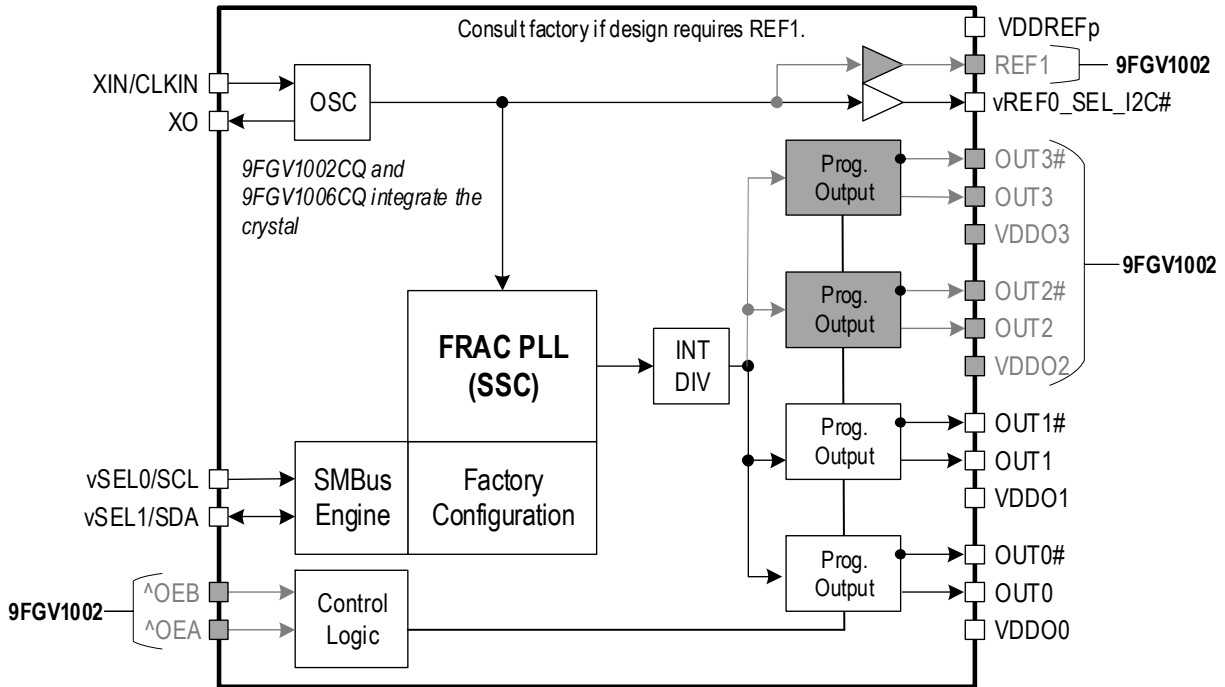 Consult factory if design requires REF1.
VDDREFp
REF1
9FGV1002
vREF0_SEL_I2C#
XIN/CLKIN
XO
OSC
9FGV1002CQ and
9FGV1006CQ integrate the
crystal
FRAC PLL
(SSC)
INT
DIV
Prog.
Output
OUT3#
OUT3
VDDO3
9FGV1002
Prog.
Output
OUT2#
OUT2
VDDO2
Prog.
Output
OUT1#
OUT1
VDDO1
vSEL0/SCL
vSEL1/SDA
SMBus
Engine
Factory
Configuration
Prog.
Output
OUT0#
OUT0
VDDO0
9FGV1002
^OEB
^OEA
Control
Logic